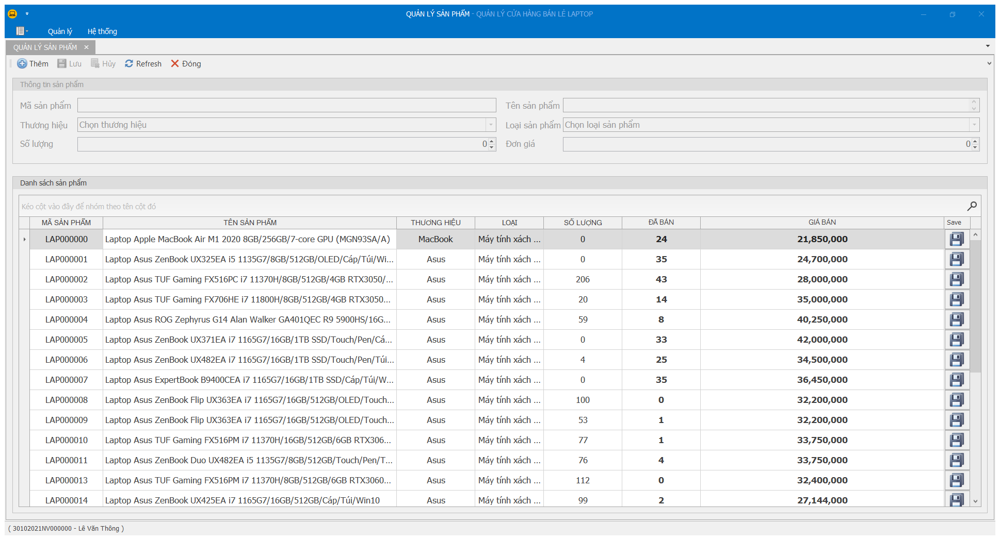 QUẢN LÝ SẢN PHẨM - QUẢN LÝ CỬA HÀNG BÁN LẺ LAPTOP
Quản lý Hệ thống
QUẢN LÝ SẢN PHẨM
Thêm Lưu Hủy Refresh Đóng
Thông tin sản phẩm
Mã sản phẩm Tên sản phẩm
Thương hiệu Chọn thương hiệu Loại sản phẩm Chọn loại sản phẩm
Số lượng 0 Đơn giá 0
Danh sách sản phẩm
Kéo cột vào đây để nhóm theo tên cột đó
MÃ SẢN PHẨM TÊN SẢN PHẨM THƯƠNG HIỆU LOẠI SỐ LƯỢNG ĐÃ BÁN GIÁ BÁN Save
LAP000000 Laptop Apple MacBook Air M1 2020 8GB/256GB/7-core GPU (MGN93SA/A) MacBook Máy tính xách ... 0 24 21,850,000
LAP000001 Laptop Asus ZenBook UX325EA i5 1135G7/8GB/512GB/OLED/Cáp/Túi/Wi... Asus Máy tính xách ... 0 35 24,700,000
LAP000002 Laptop Asus TUF Gaming FX516PC i7 11370H/8GB/512GB/4GB RTX3050/... Asus Máy tính xách ... 206 43 28,000,000
LAP000003 Laptop Asus TUF Gaming FX706HE i7 11800H/8GB/512GB/4GB RTX3050... Asus Máy tính xách ... 20 14 35,000,000
LAP000004 Laptop Asus ROG Zephyrus G14 Alan Walker GA401QEC R9 5900HS/16G... Asus Máy tính xách ... 59 8 40,250,000
LAP000005 Laptop Asus ZenBook UX371EA i7 1165G7/16GB/1TB SSD/Touch/Pen/Cá... Asus Máy tính xách ... 0 33 42,000,000
LAP000006 Laptop Asus ZenBook UX482EA i7 1165G7/16GB/1TB SSD/Touch/Pen/Túi... Asus Máy tính xách ... 4 25 34,500,000
LAP000007 Laptop Asus ExpertBook B9400CEA i7 1165G7/16GB/1TB SSD/Cáp/Túi/W... Asus Máy tính xách ... 0 35 36,450,000
LAP000008 Laptop Asus ZenBook Flip UX363EA i7 1165G7/16GB/512GB/OLED/Touch... Asus Máy tính xách ... 100 0 32,200,000
LAP000009 Laptop Asus ZenBook Flip UX363EA i7 1165G7/16GB/512GB/OLED/Touch... Asus Máy tính xách ... 53 1 32,200,000
LAP000010 Laptop Asus TUF Gaming FX516PM i7 11370H/16GB/512GB/6GB RTX306... Asus Máy tính xách ... 77 1 33,750,000
LAP000011 Laptop Asus ZenBook Duo UX482EA i5 1135G7/8GB/512GB/Touch/Pen/T... Asus Máy tính xách ... 76 4 33,750,000
LAP000013 Laptop Asus TUF Gaming FX516PM i7 11370H/8GB/512GB/6GB RTX3060... Asus Máy tính xách ... 112 0 32,400,000
LAP000014 Laptop Asus ZenBook UX425EA i7 1165G7/16GB/512GB/Cáp/Túi/Win10 Asus Máy tính xách ... 99 2 27,144,000
( 30102021NV000000 - Lê Văn Thông )